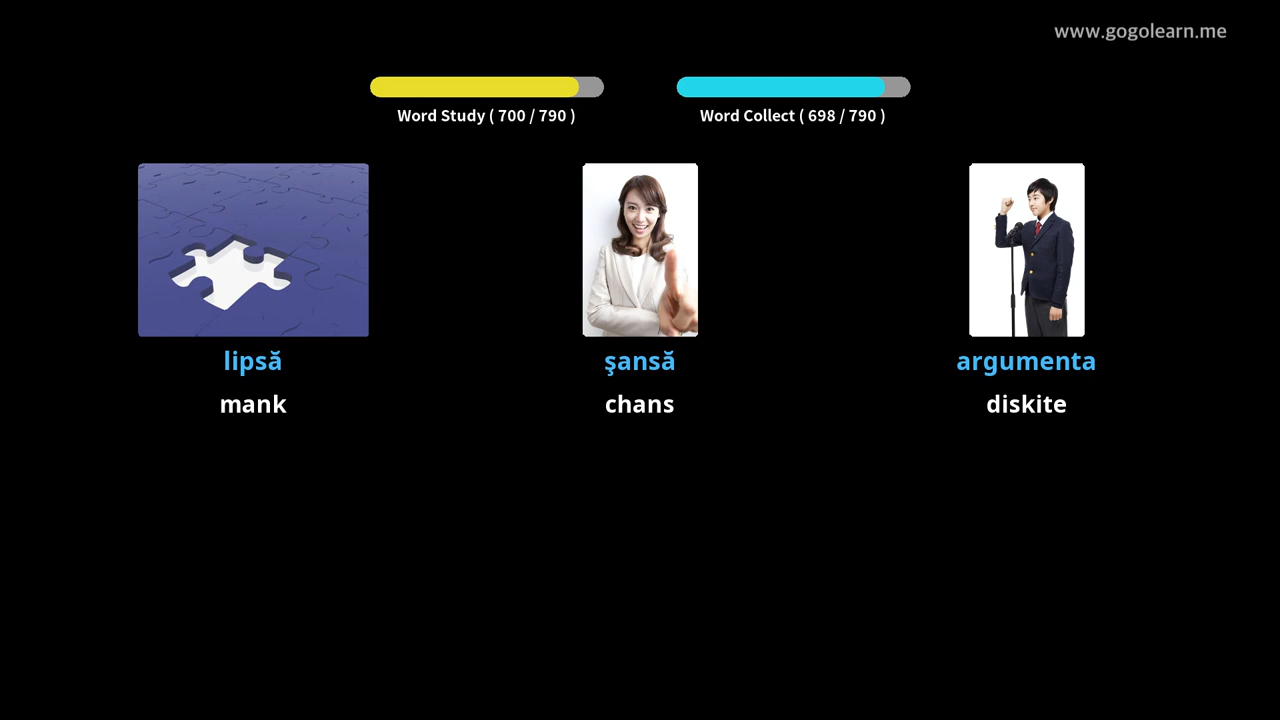 www.gogolearn.me
Word Study ( 700 / 790 )
Word Collect ( 698 / 790 )
lipsă
şansă
argumenta
mank
chans
diskite